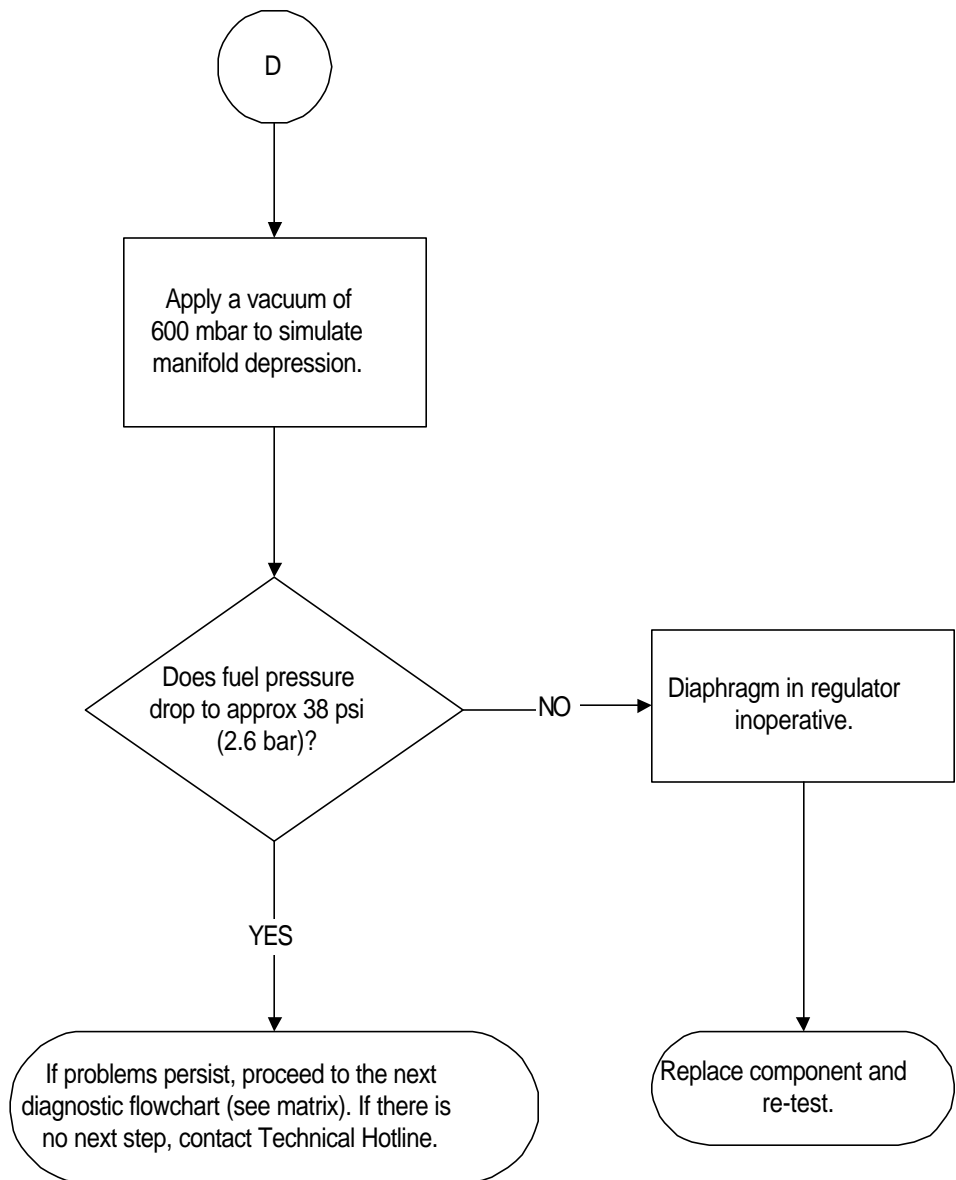 D
Apply a vacuum of
600 mbar to simulate
manifold depression.
Does fuel pressure
drop to approx 38 psi
(2.6 bar)?
NO
Diaphragm in regulator
inoperative.
YES
If problems persist, proceed to the next
diagnostic flowchart (see matrix). If there is
no next step, contact Technical Hotline.
Replace component and
re-test.